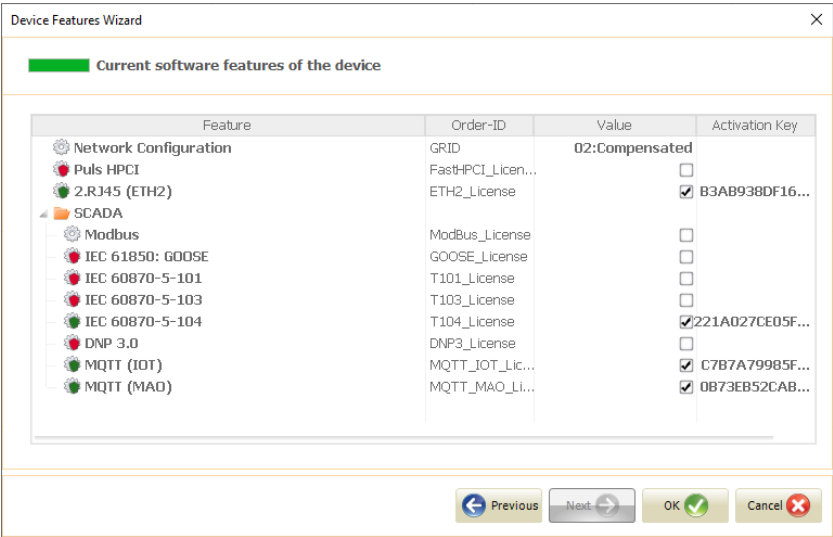 Device Features Wizard
Current software features of the device
Feature Order-ID Value Activation Key
Network Configuration GRID 02:Compensated
Puls HPCI FastHPCI_Licen...
2.RJ45 (ETH2) ETH2_License B3AB938DF16...
SCADA
Modbus ModBus_License
IEC 61850: GOOSE GOOSE_License
IEC 60870-5-101 T101_License
IEC 60870-5-103 T103_License
IEC 60870-5-104 T104_License 221A027CE05F...
DNP 3.0 DNP3_License
MQTT (IOT) MQTT_IOT_Lic... C7B7A79985F...
MQTT (MAO) MQTT_MAO_Li... 0B73EB52CAB...
Previous Next OK Cancel